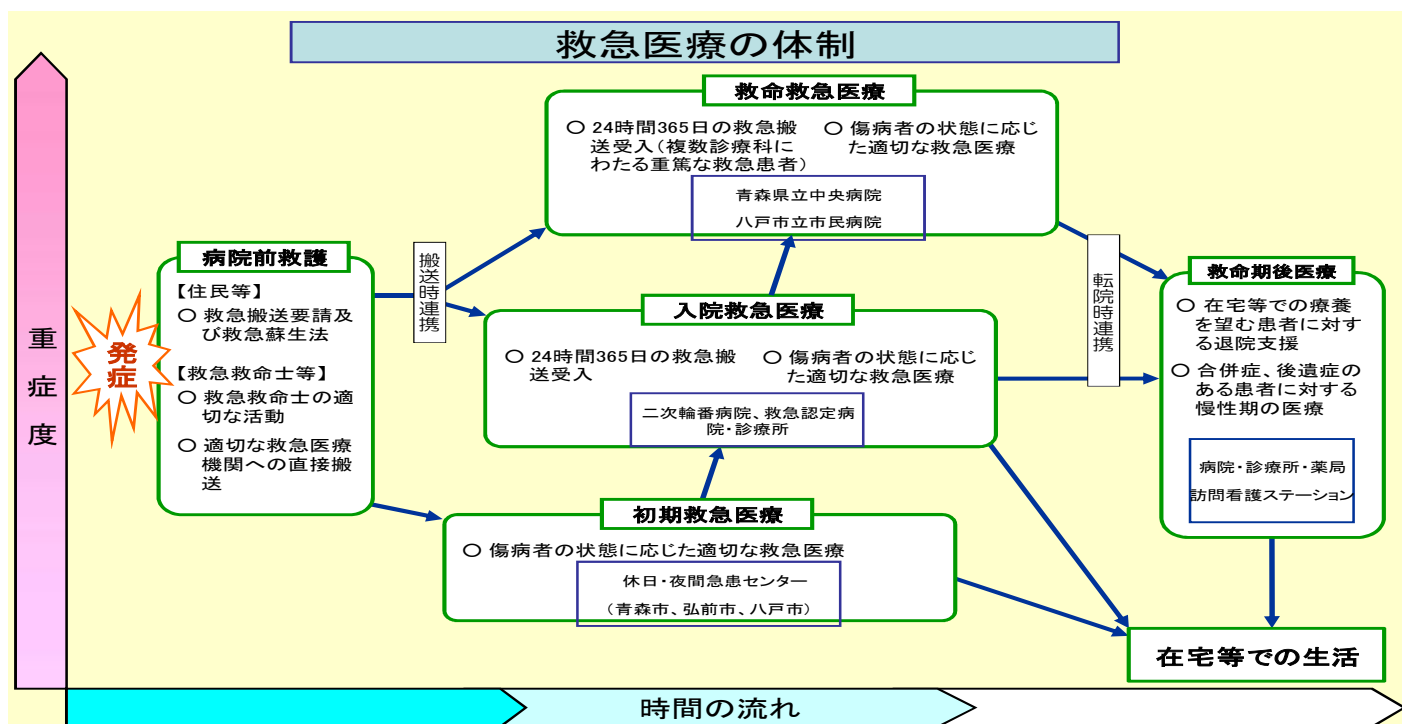 救急医療の体制
重症度
発症
病院前救護
【住民等】
○ 救急搬送要請及
び救急蘇生法
【救急救命士等】
○ 救急救命士の適
切な活動
○ 適切な救急医療
機関への直接搬
送
搬送時連携
救命救急医療
○ 24時間365日の救急搬
送受入（複数診療科に
わたる重篤な救急患者）
○ 傷病者の状態に応じ
た適切な救急医療
青森県立中央病院
八戸市立市民病院
入院救急医療
○ 24時間365日の救急搬
送受入
○ 傷病者の状態に応じ
た適切な救急医療
二次輪番病院、救急認定病
院・診療所
初期救急医療
○ 傷病者の状態に応じた適切な救急医療
休日・夜間急患センター
（青森市、弘前市、八戸市）
転院時連携
救命期後医療
○ 在宅等での療養
を望む患者に対す
る退院支援
○ 合併症、後遺症の
ある患者に対する
慢性期の医療
病院・診療所・薬局
訪問看護ステーション
在宅等での生活
時間の流れ